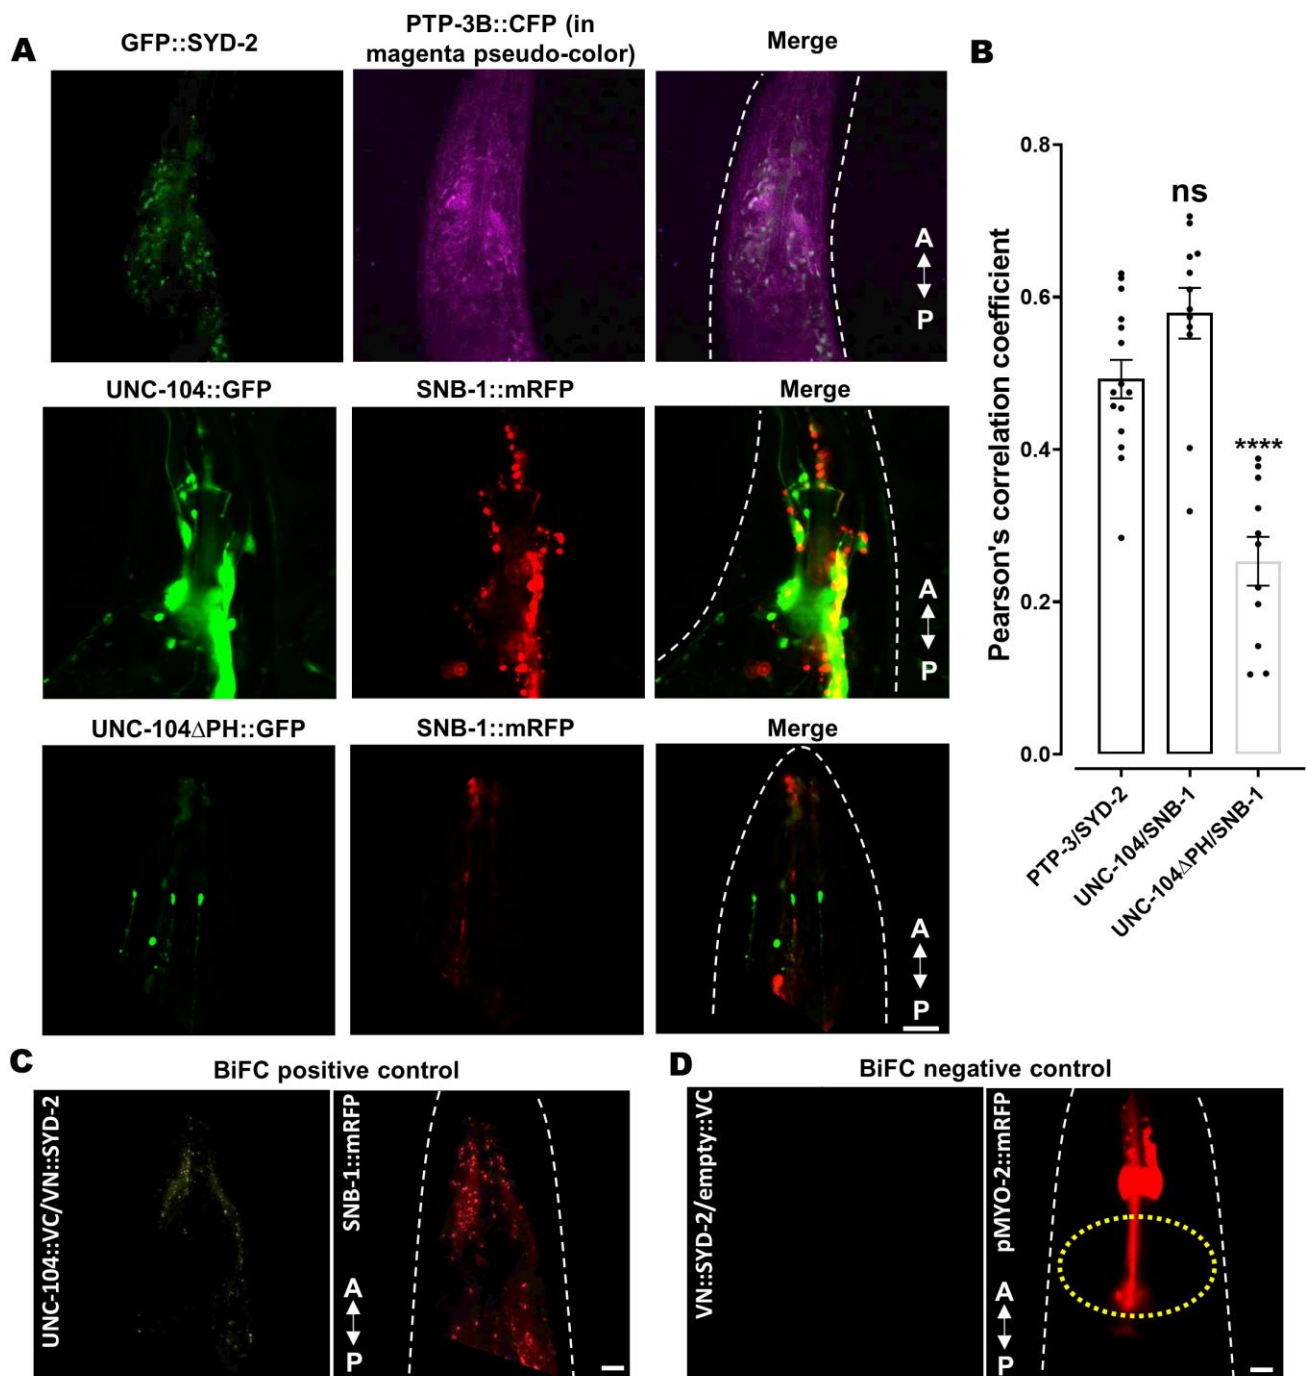 A
GFP::SYD-2
PTP-3B::CFP (in
magenta pseudo-color)
Merge
A
P
UNC-104::GFP
SNB-1::mRFP
Merge
A
P
UNC-104ΔPH::GFP
SNB-1::mRFP
Merge
A
P
B
Pearson's correlation coefficient
0.8
0.6
0.4
0.2
0.0
ns
****
PTP-3/SYD-2
UNC-104/SNB-1
UNC-104ΔPH/SNB-1
C
BiFC positive control
UNC-104::VC/VN::SYD-2
SNB-1::mRFP
A
P
D
BiFC negative control
VN::SYD-2/empty::VC
pMYO-2::mRFP
A
P